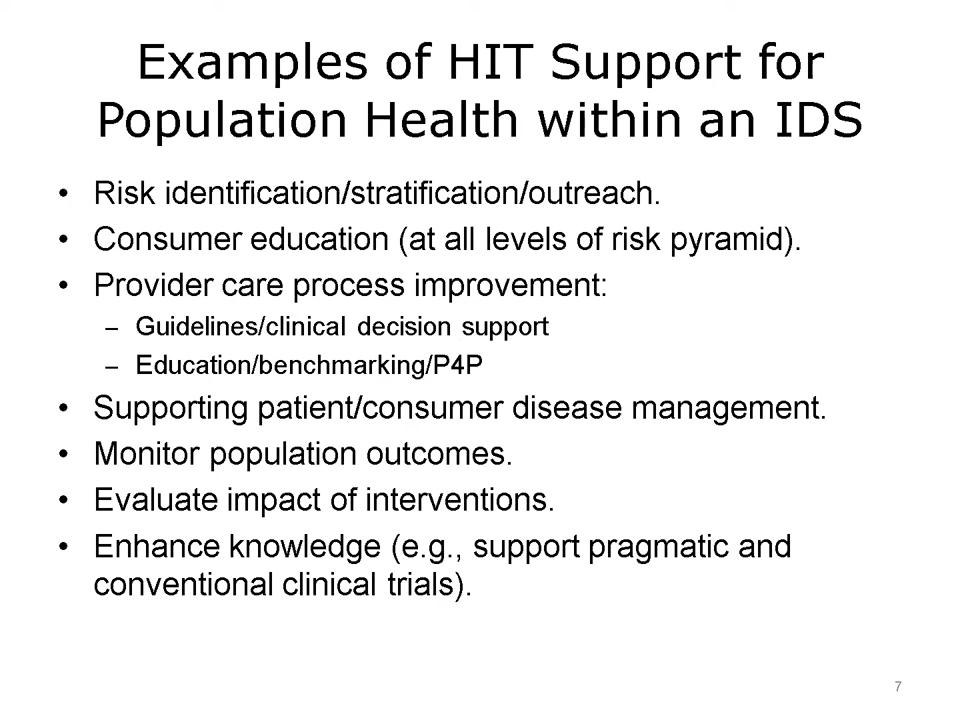 Examples of HIT Support for
Population Health within an IDS
• Risk identification/stratification/outreach.
• Consumer education (at all levels of risk pyramid).
• Provider care process improvement:
– Guidelines/clinical decision support
– Education/benchmarking/P4P
• Supporting patient/consumer disease management.
• Monitor population outcomes.
• Evaluate impact of interventions.
• Enhance knowledge (e.g., support pragmatic and
conventional clinical trials).
7